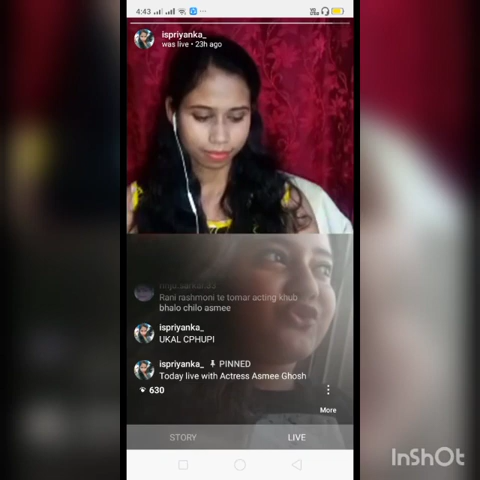 4:43
ispriyanka_
was live • 23h ago
Rani rashmoni te tomar acting khub
bhalo chilo asmee
ispriyanka_
UKAL CPHUPI
ispriyanka_ PINNED
Today live with Actress Asmee Ghosh
630
More
STORY LIVE
InShOt